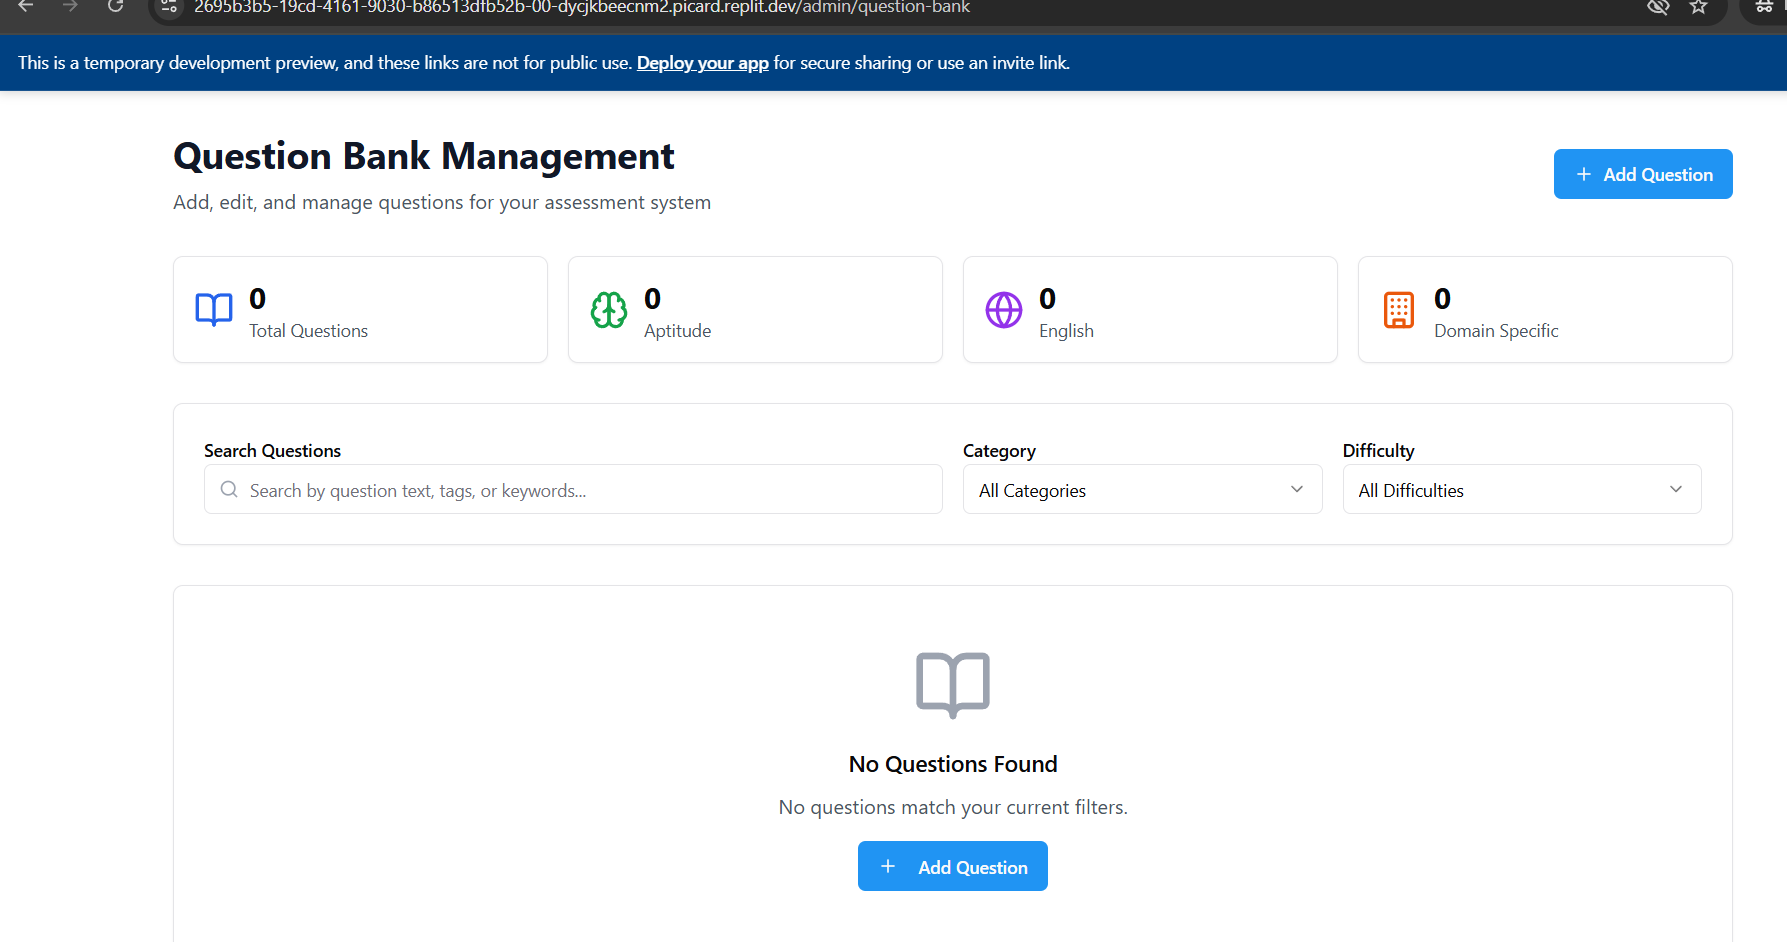 2695b3b5-19cd-4161-9030-b86513dfb52b-00-dycjkbeecnm2.picard.replit.dev/admin/question-bank
This is a temporary development preview, and these links are not for public use. Deploy your app for secure sharing or use an invite link.
Question Bank Management
Add, edit, and manage questions for your assessment system
+ Add Question
0
Total Questions
0
Aptitude
0
English
0
Domain Specific
Search Questions
Search by question text, tags, or keywords...
Category
All Categories
Difficulty
All Difficulties
No Questions Found
No questions match your current filters.
+ Add Question